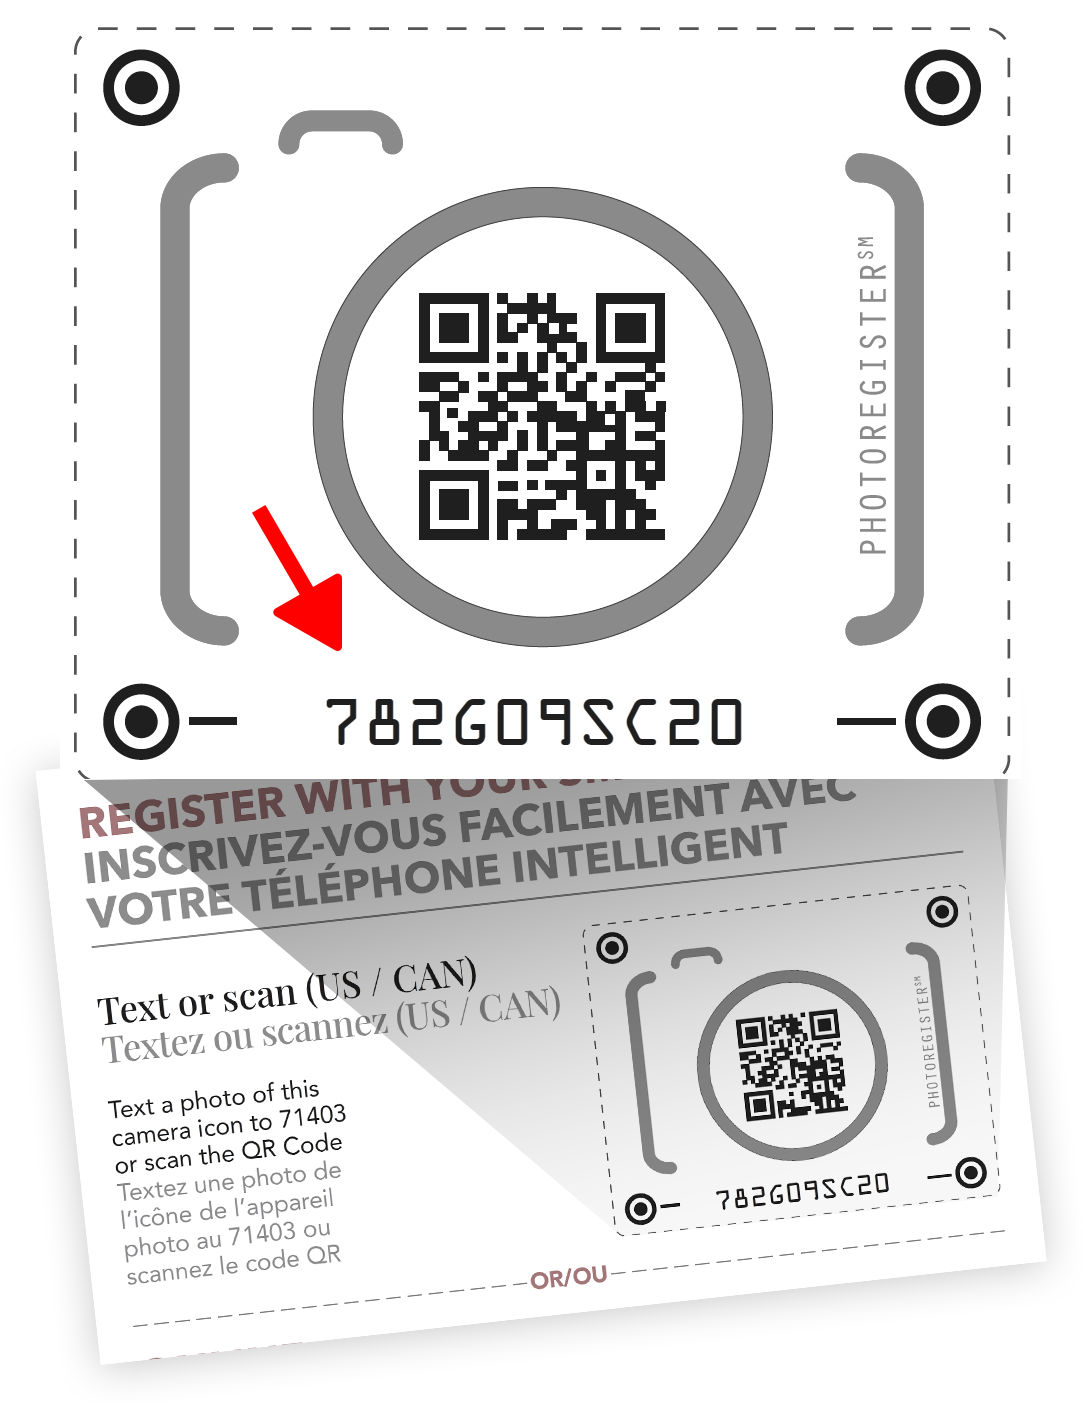 PHOTOREGISTER℠
782G09SC20
REGISTER WITH YOUR
INSCRIVEZ-VOUS FACILEMENT AVEC
VOTRE TÉLÉPHONE INTELLIGENT
Text or scan (US / CAN)
Textez ou scannez (US / CAN)
Text a photo of this
camera icon to 71403
or scan the QR Code
Textez une photo de
l’icône de l’appareil
photo au 71403 ou
scannez le code QR
PHOTOREGISTER℠
782G09SC20
OR/OU